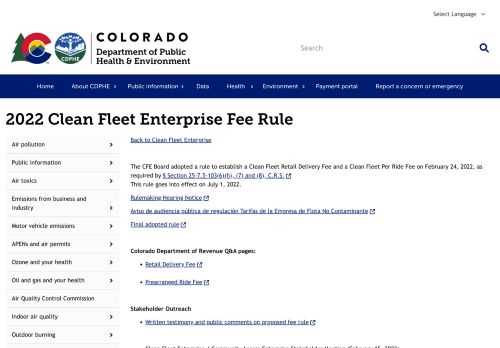 Select Language
COLORADO
Department of Public
Health & Environment
CDPHE
Search
Home
About CDPHE
Public information
Data
Health
Environment
Payment portal
Report a concern or emergency
2022 Clean Fleet Enterprise Fee Rule
Air pollution
Public information
Air toxics
Emissions from business and
industry
Motor vehicle emissions
APENs and air permits
Ozone and your health
Oil and gas and your health
Air Quality Control Commission
Indoor air quality
Outdoor burning
Back to Clean Fleet Enterprise
The CFE Board adopted a rule to establish a Clean Fleet Retail Delivery Fee and a Clean Fleet Per Ride Fee on February 24, 2022, as
required by § Section 25-7.5-103(6)(h), (7) and (8), C.R.S.
This rule goes into effect on July 1, 2022.
Rulemaking Hearing Notice
Aviso de audiencia pública de regulación Tarifas de la Empresa de Flota No Contaminante
Final adopted rule
Colorado Department of Revenue Q&A pages:
• Retail Delivery Fee
• Prearranged Ride Fee
Stakeholder Outreach
• Written testimony and public comments on proposed fee rule